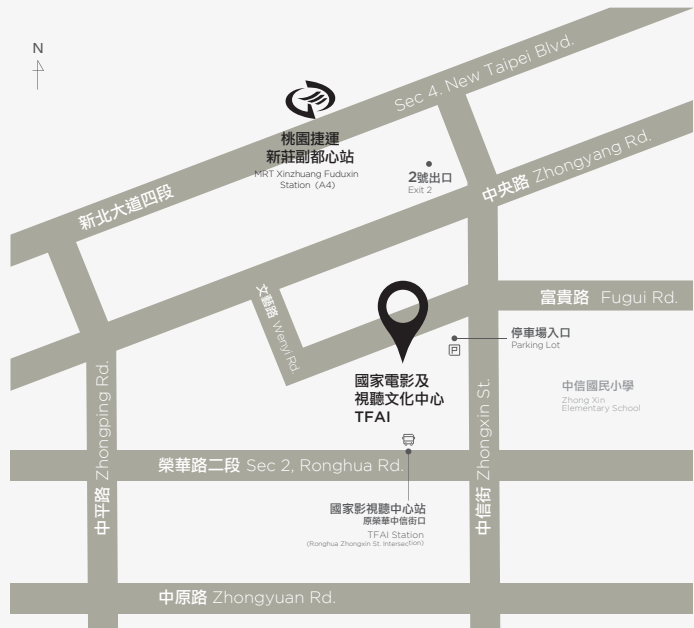 N
Sec 4. New Taipei Blvd.
桃園捷運
新莊副都心站
MRT Xinzhuang Fuduxin
Station (A4)
2號出口
Exit 2
中央路 Zhongyang Rd.
新北大道四段
文藝路 Wenyi Rd.
富貴路 Fugui Rd.
停車場入口
Parking Lot
P
國家電影及
視聽文化中心
TFAI
中信國民小學
Zhong Xin
Elementary School
中平路 Zhongping Rd.
中信街 Zhongxin St.
榮華路二段 Sec 2, Ronghua Rd.
國家影視聽中心站
原榮華中信街口
TFAI Station
(Ronghua Zhongxin St. Intersection)
中原路 Zhongyuan Rd.